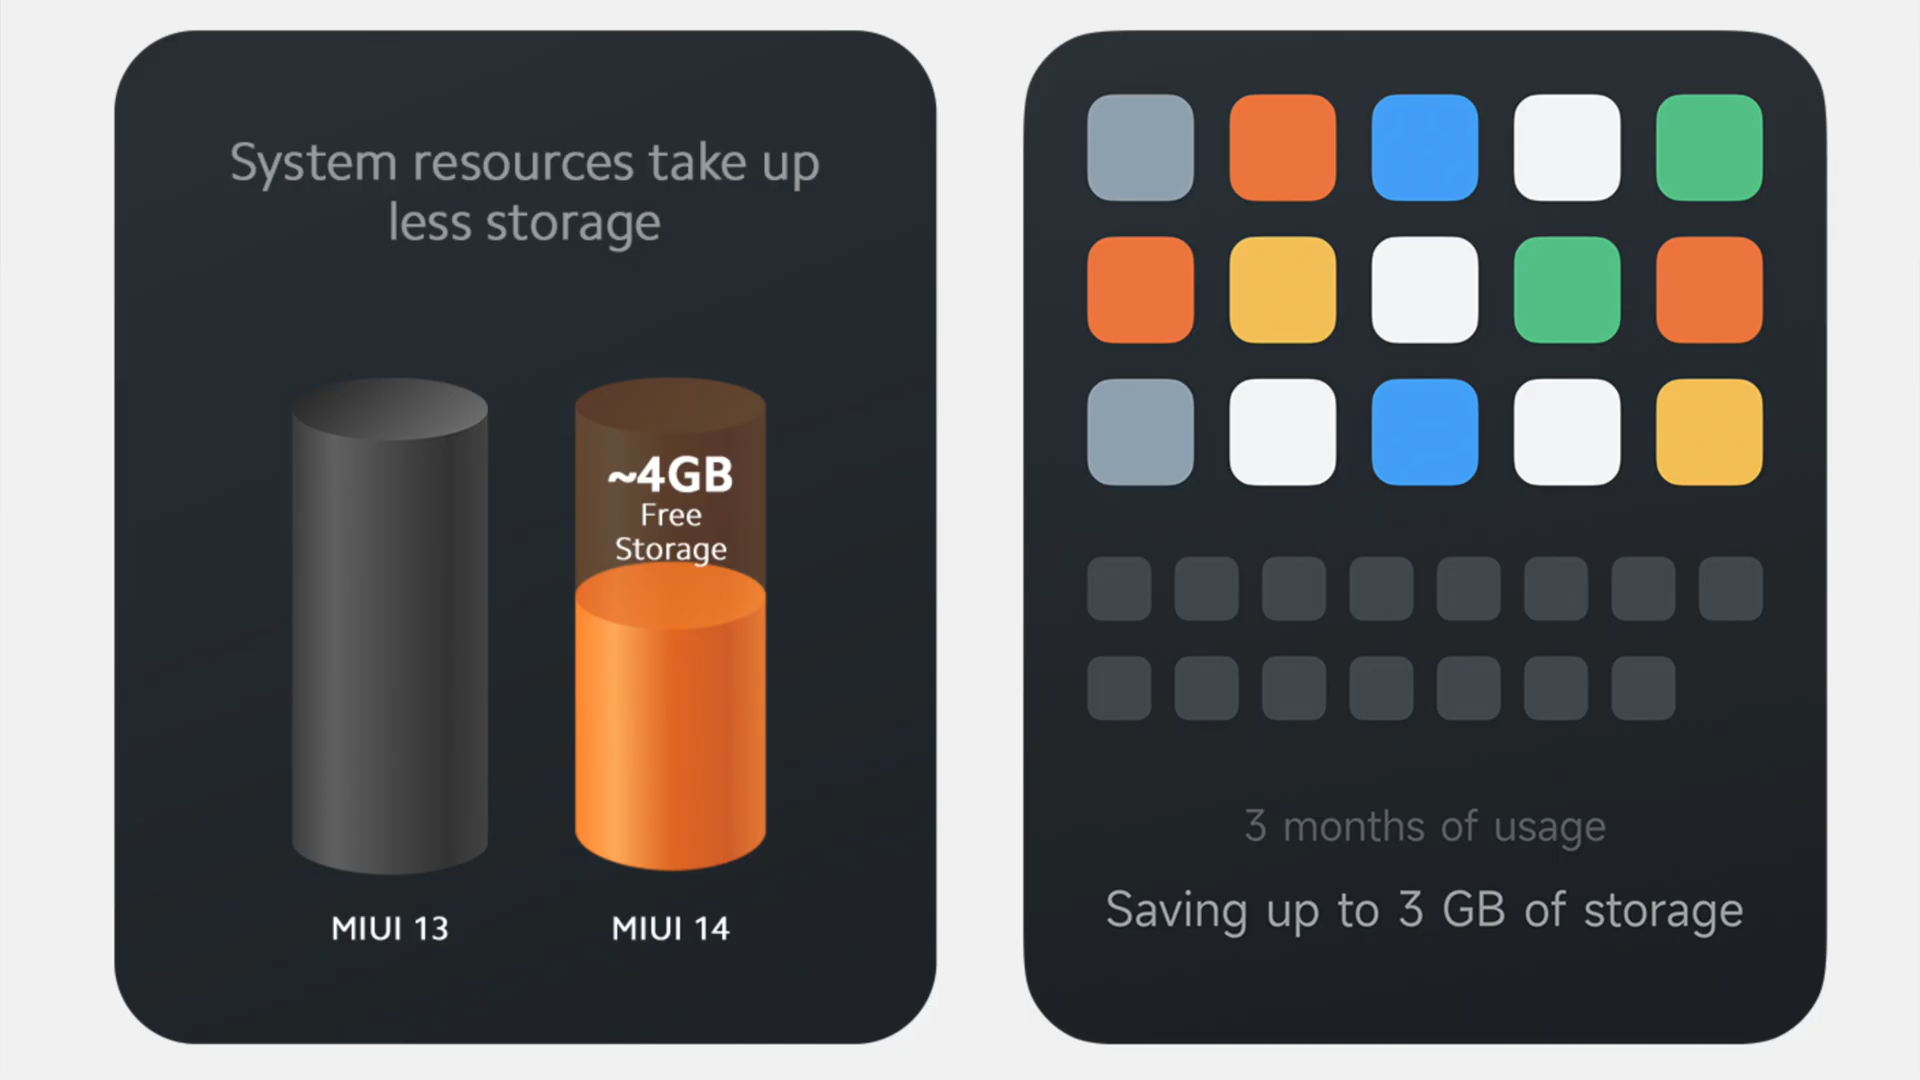 System resources take up
less storage
~4GB
Free
Storage
MIUI 13
MIUI 14
3 months of usage
Saving up to 3 GB of storage